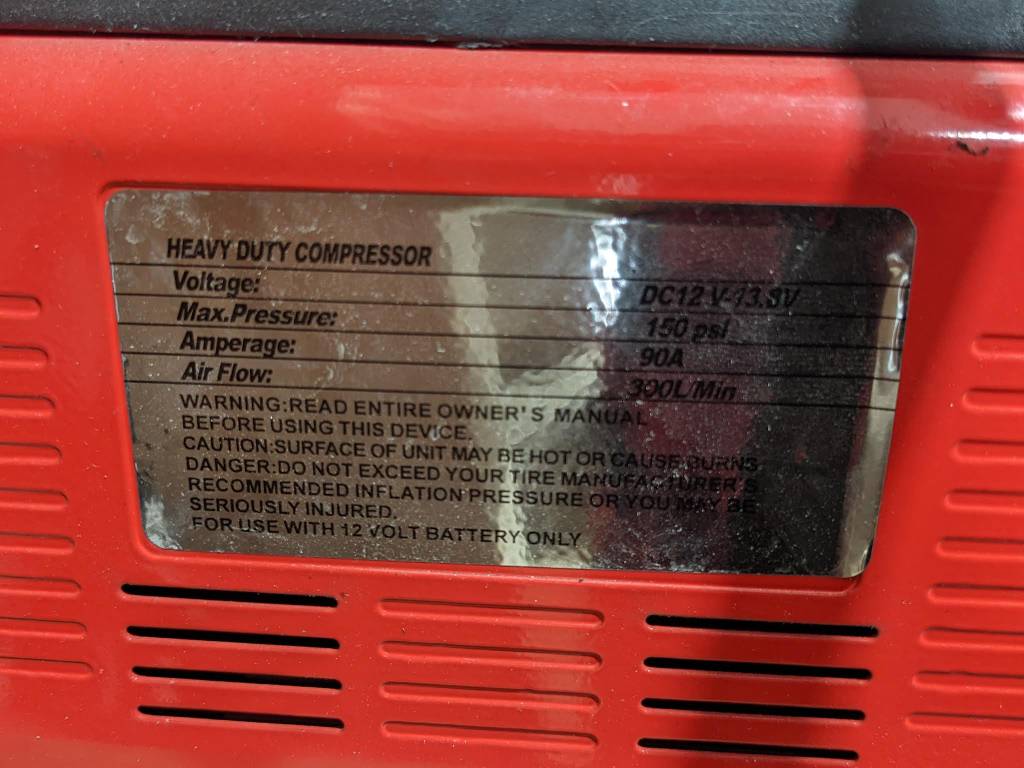 HEAVY DUTY COMPRESSOR
Voltage: DC12 V-13.8V
Max.Pressure: 150 psi
Amperage: 90A
Air Flow: 300L/Min
WARNING:READ ENTIRE OWNER'S MANUAL
BEFORE USING THIS DEVICE.
CAUTION:SURFACE OF UNIT MAY BE HOT OR CAUSE BURNS.
DANGER:DO NOT EXCEED YOUR TIRE MANUFACTURER'S
RECOMMENDED INFLATION PRESSURE OR YOU MAY BE
SERIOUSLY INJURED.
FOR USE WITH 12 VOLT BATTERY ONLY